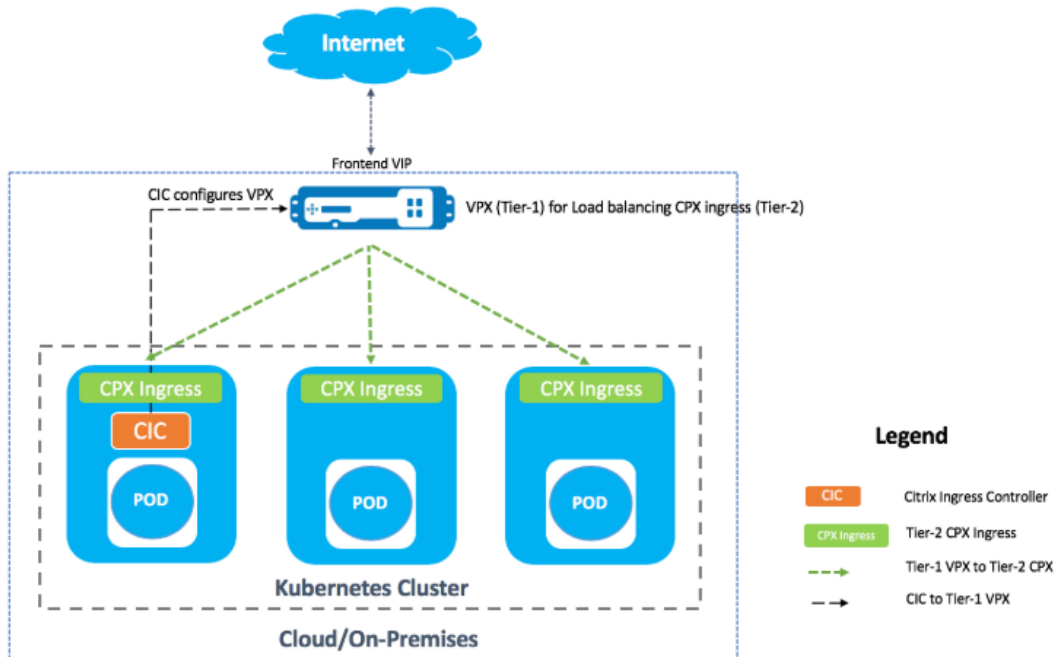 Internet
Frontend VIP
CIC configures VPX
VPX (Tier-1) for Load balancing CPX ingress (Tier-2)
CPX Ingress
CPX Ingress
CPX Ingress
CIC
POD
POD
POD
Kubernetes Cluster
Cloud/On-Premises
Legend
CIC
Citrix Ingress Controller
CPX Ingress
Tier-2 CPX Ingress
Tier-1 VPX to Tier-2 CPX
CIC to Tier-1 VPX